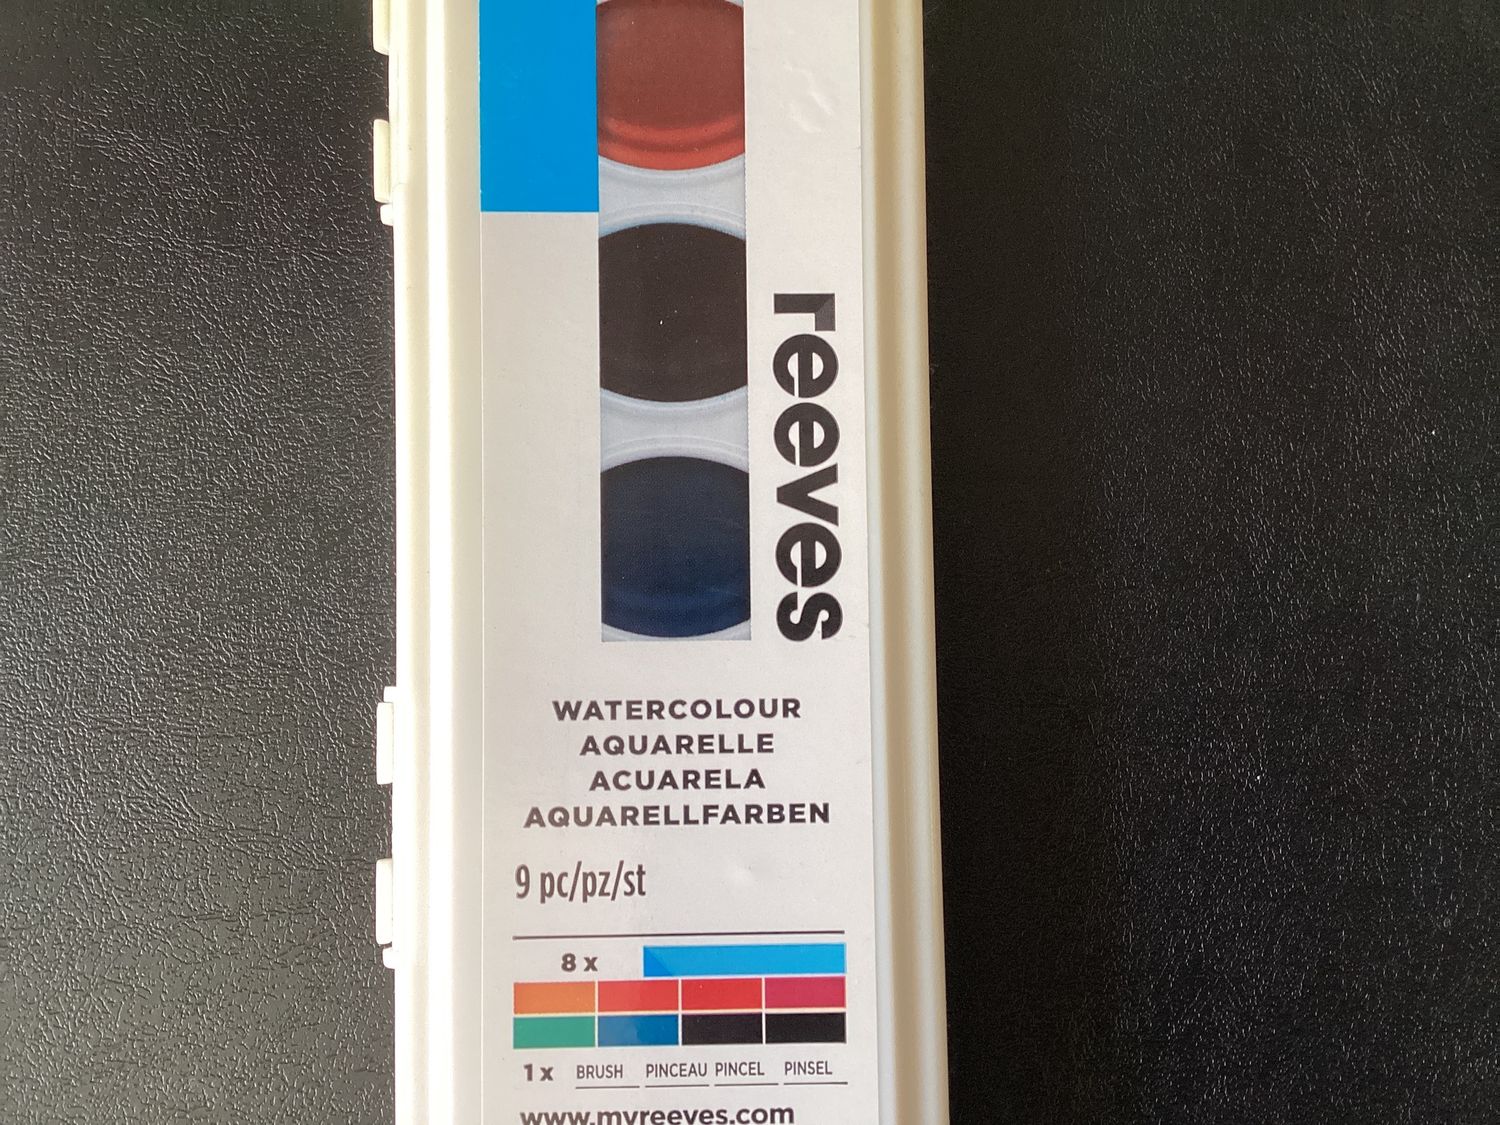 reeves
WATERCOLOUR
AQUARELLE
ACUARELA
AQUARELLFARBEN
9 pc/pz/st
8 x
1 x BRUSH PINCEAU PINCEL PINSEL
www.myreeves.com